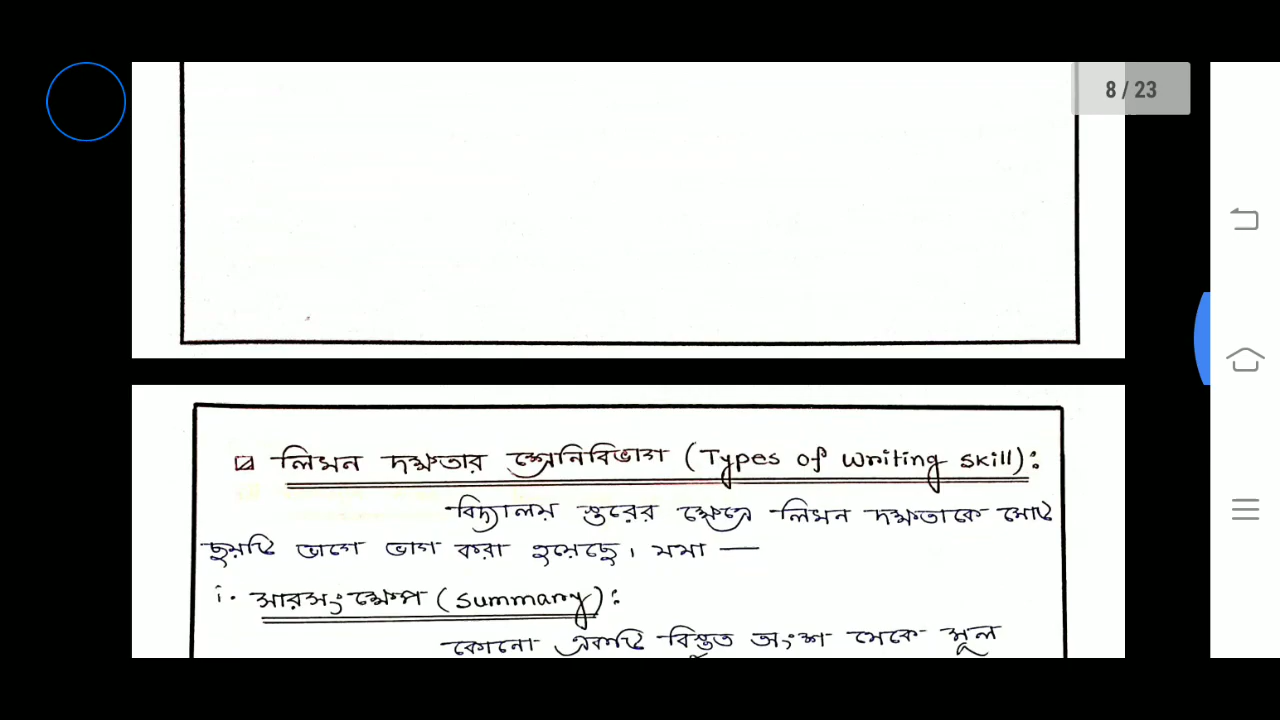 8 / 23
লিখন দক্ষতার শ্রেনিবিভাগ (Types of Writing skill):
বিদ্যালয় স্তরের ক্ষেত্রে লিখন দক্ষতাকে মোট
ছয়টি ভাগে ভাগ করা হয়েছে। যথা —
i. সারসংক্ষেপ (Summary):
কোনো একটি বিস্তৃত অংশ থেকে মূল